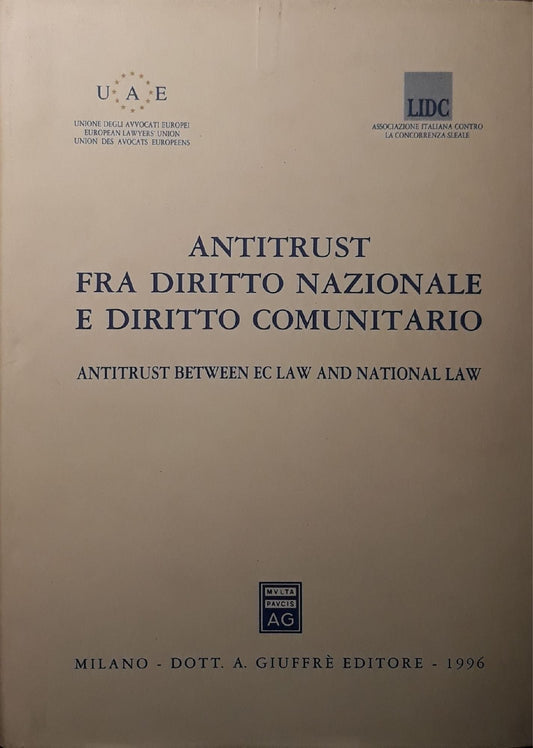 U A E
UNIONE DEGLI AVVOCATI EUROPEI
EUROPEAN LAWYERS' UNION
UNION DES AVOCATS EUROPEENS
LIDC
ASSOCIAZIONE ITALIANA CONTRO
LA CONCORRENZA SLEALE
ANTITRUST
FRA DIRITTO NAZIONALE
E DIRITTO COMUNITARIO
ANTITRUST BETWEEN EC LAW AND NATIONAL LAW
MVLTA
PAVCIS
AG
MILANO - DOTT. A. GIUFFRÈ EDITORE - 1996